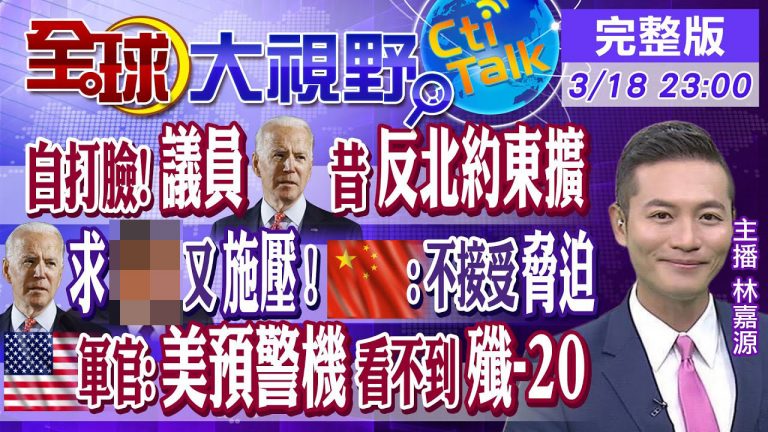 全球大視野
Cti Talk
完整版
3/18 23:00
自打臉! 議員 昔 反北約東擴
求 又 施壓! :不接受 脅迫
軍官: 美預警機 看不到 殲-20
主播 林嘉源